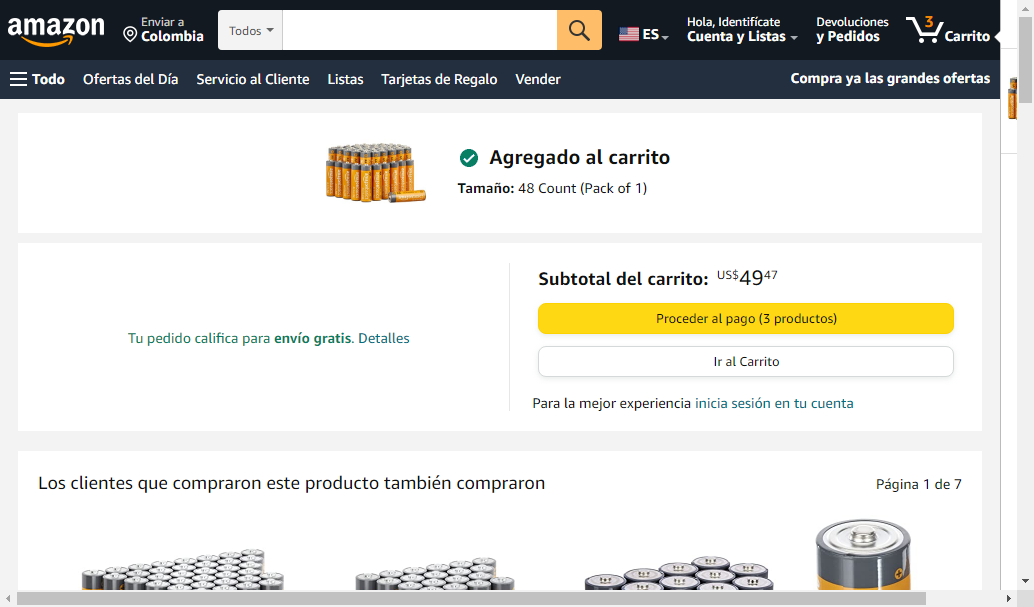 amazon
Enviar a
Colombia
Todos
ES
Hola, Identifícate
Cuenta y Listas
Devoluciones
y Pedidos
3
Carrito
Todo
Ofertas del Día
Servicio al Cliente
Listas
Tarjetas de Regalo
Vender
Compra ya las grandes ofertas
Agregado al carrito
Tamaño: 48 Count (Pack of 1)
Subtotal del carrito: US$49 47
Proceder al pago (3 productos)
Tu pedido califica para envío gratis. Detalles
Ir al Carrito
Para la mejor experiencia inicia sesión en tu cuenta
Los clientes que compraron este producto también compraron
Página 1 de 7